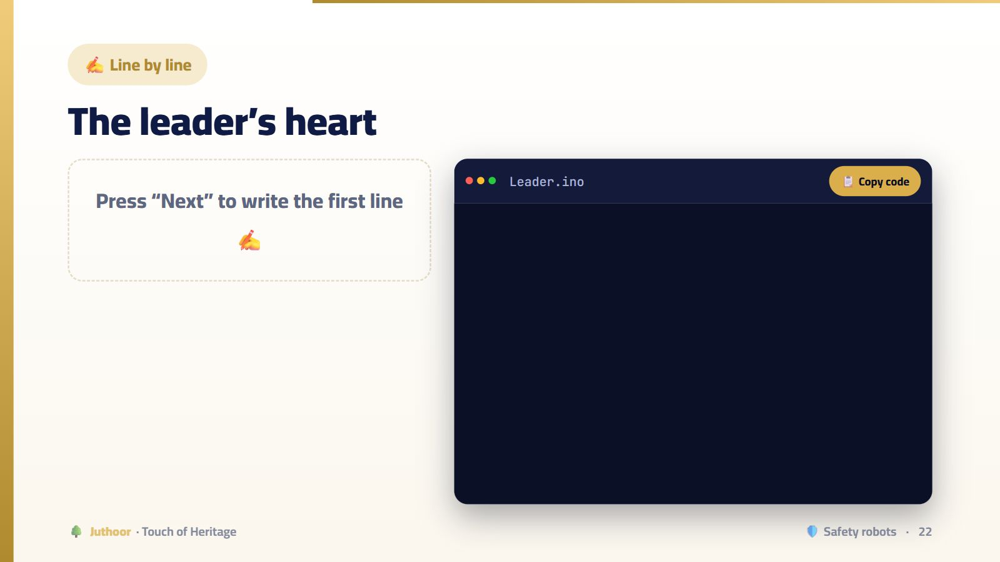 ✍️ Line by line
The leader’s heart
Press “Next” to write the first line
✍️
Leader.ino
📋 Copy code
🌳 Juthoor · Touch of Heritage
🛡️ Safety robots · 22